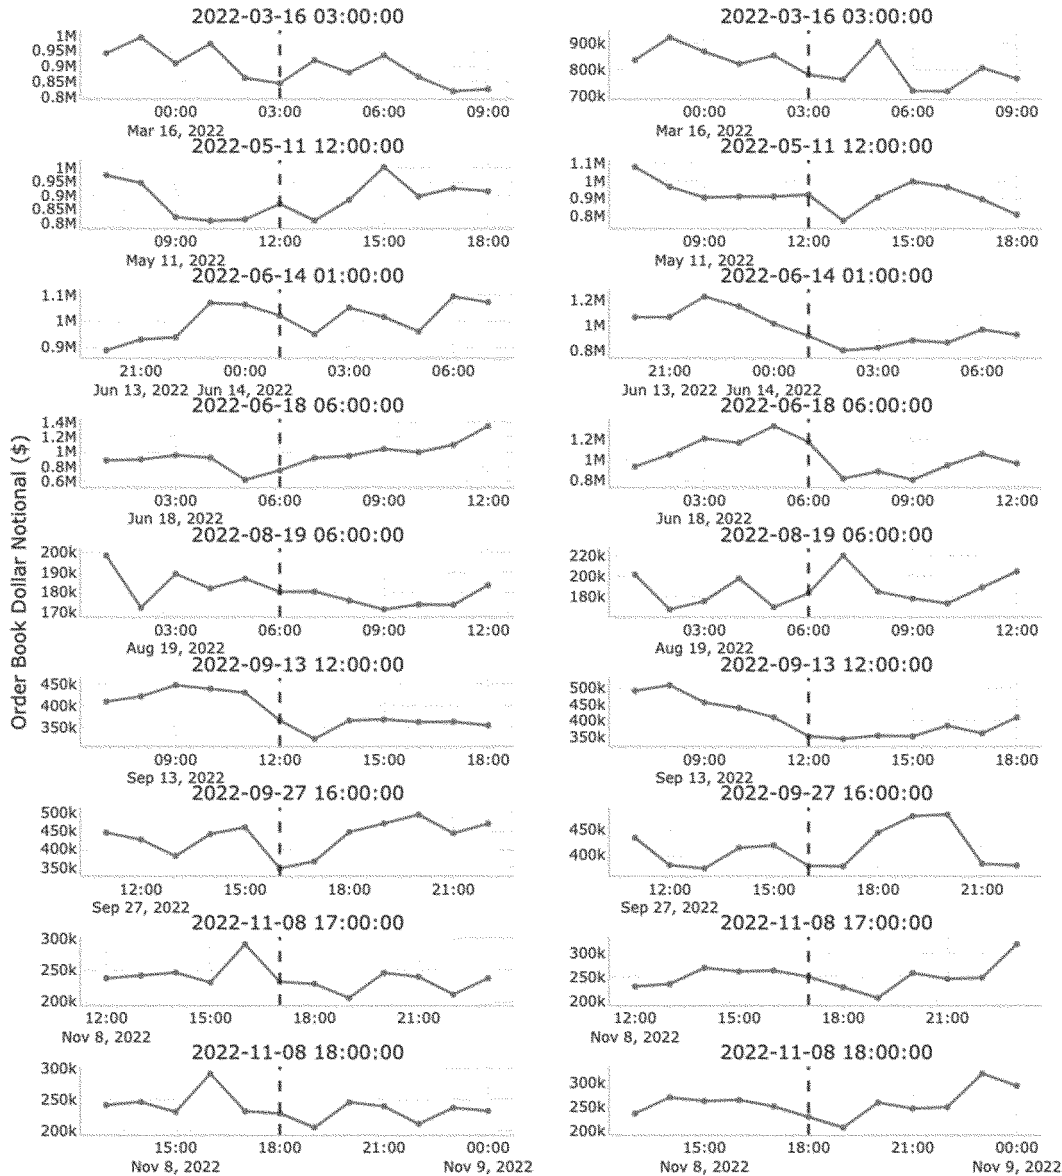 Order Book Dollar Notional ($)
2022-03-16 03:00:00
1M
0.95M
0.9M
0.85M
0.8M
00:00 03:00 06:00 09:00
Mar 16, 2022
2022-03-16 03:00:00
900k
800k
700k
00:00 03:00 06:00 09:00
Mar 16, 2022
2022-05-11 12:00:00
1M
0.95M
0.9M
0.85M
0.8M
09:00 12:00 15:00 18:00
May 11, 2022
2022-05-11 12:00:00
1.1M
1M
0.9M
0.8M
09:00 12:00 15:00 18:00
May 11, 2022
2022-06-14 01:00:00
1.1M
1M
0.9M
21:00 00:00 03:00 06:00
Jun 13, 2022 Jun 14, 2022
2022-06-14 01:00:00
1.2M
1M
0.8M
21:00 00:00 03:00 06:00
Jun 13, 2022 Jun 14, 2022
2022-06-18 06:00:00
1.4M
1.2M
1M
0.8M
0.6M
03:00 06:00 09:00 12:00
Jun 18, 2022
2022-06-18 06:00:00
1.2M
1M
0.8M
03:00 06:00 09:00 12:00
Jun 18, 2022
2022-08-19 06:00:00
200k
190k
180k
170k
03:00 06:00 09:00 12:00
Aug 19, 2022
2022-08-19 06:00:00
220k
200k
180k
03:00 06:00 09:00 12:00
Aug 19, 2022
2022-09-13 12:00:00
450k
400k
350k
09:00 12:00 15:00 18:00
Sep 13, 2022
2022-09-13 12:00:00
500k
450k
400k
350k
09:00 12:00 15:00 18:00
Sep 13, 2022
2022-09-27 16:00:00
500k
450k
400k
350k
12:00 15:00 18:00 21:00
Sep 27, 2022
2022-09-27 16:00:00
450k
400k
12:00 15:00 18:00 21:00
Sep 27, 2022
2022-11-08 17:00:00
300k
250k
200k
12:00 15:00 18:00 21:00
Nov 8, 2022
2022-11-08 17:00:00
300k
250k
200k
12:00 15:00 18:00 21:00
Nov 8, 2022
2022-11-08 18:00:00
300k
250k
200k
15:00 18:00 21:00 00:00
Nov 8, 2022 Nov 9, 2022
2022-11-08 18:00:00
300k
250k
200k
15:00 18:00 21:00 00:00
Nov 8, 2022 Nov 9, 2022